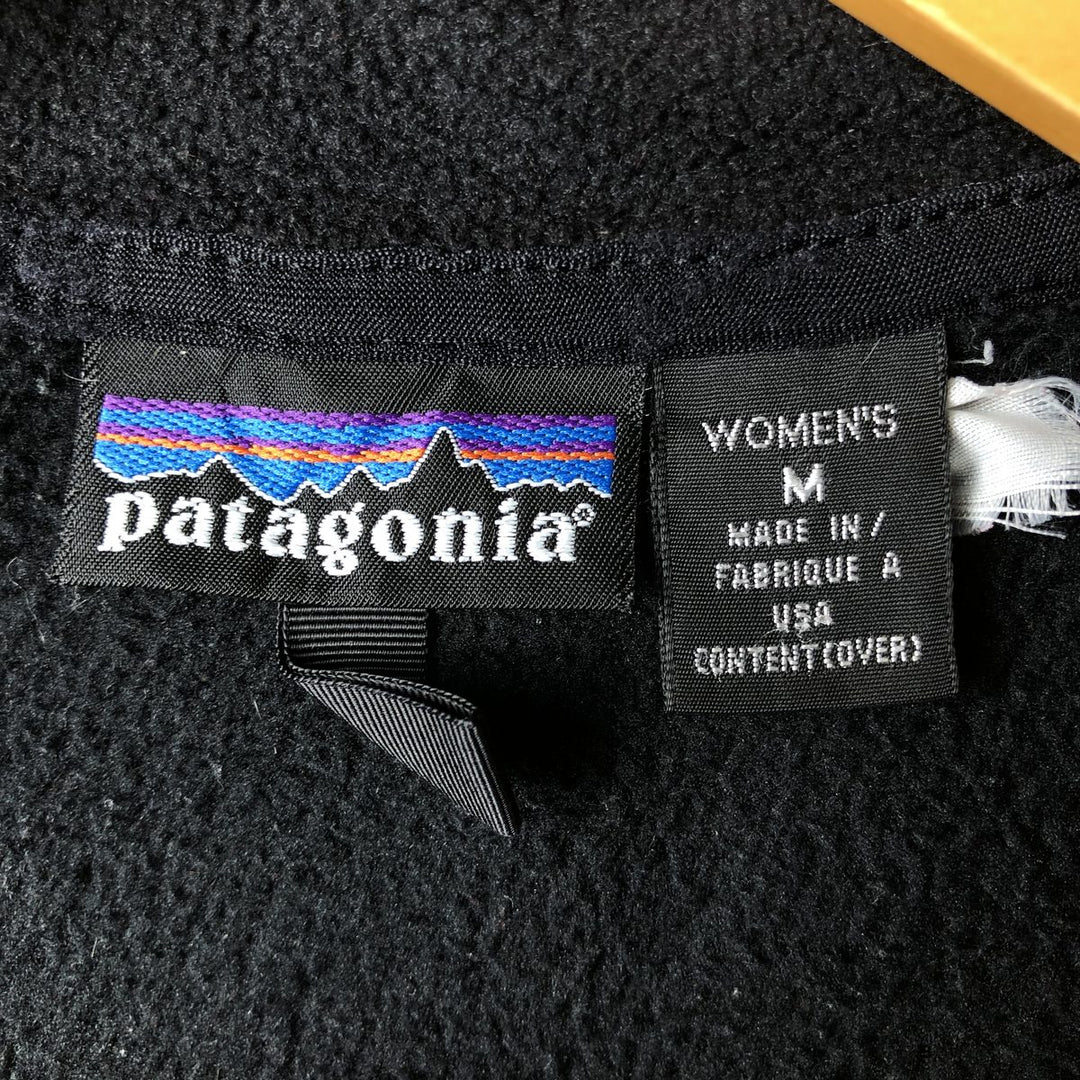 patagonia®
WOMEN'S
M
MADE IN/
FABRIQUE A
USA
CONTENT(OVER)